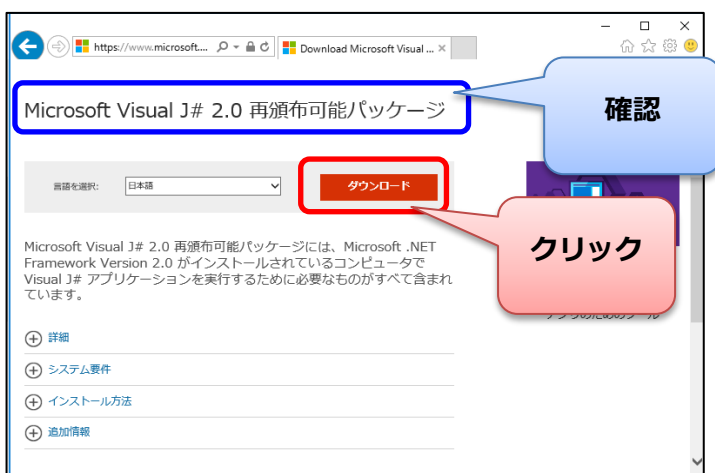 https://www.microsoft....
Download Microsoft Visual ...
Microsoft Visual J# 2.0 再頒布可能パッケージ
確認
言語を選択:
日本語
ダウンロード
クリック
Microsoft Visual J# 2.0 再頒布可能パッケージには、Microsoft .NET
Framework Version 2.0 がインストールされているコンピュータで
Visual J# アプリケーションを実行するために必要なものがすべて含まれ
ています。
詳細
システム要件
インストール方法
追加情報